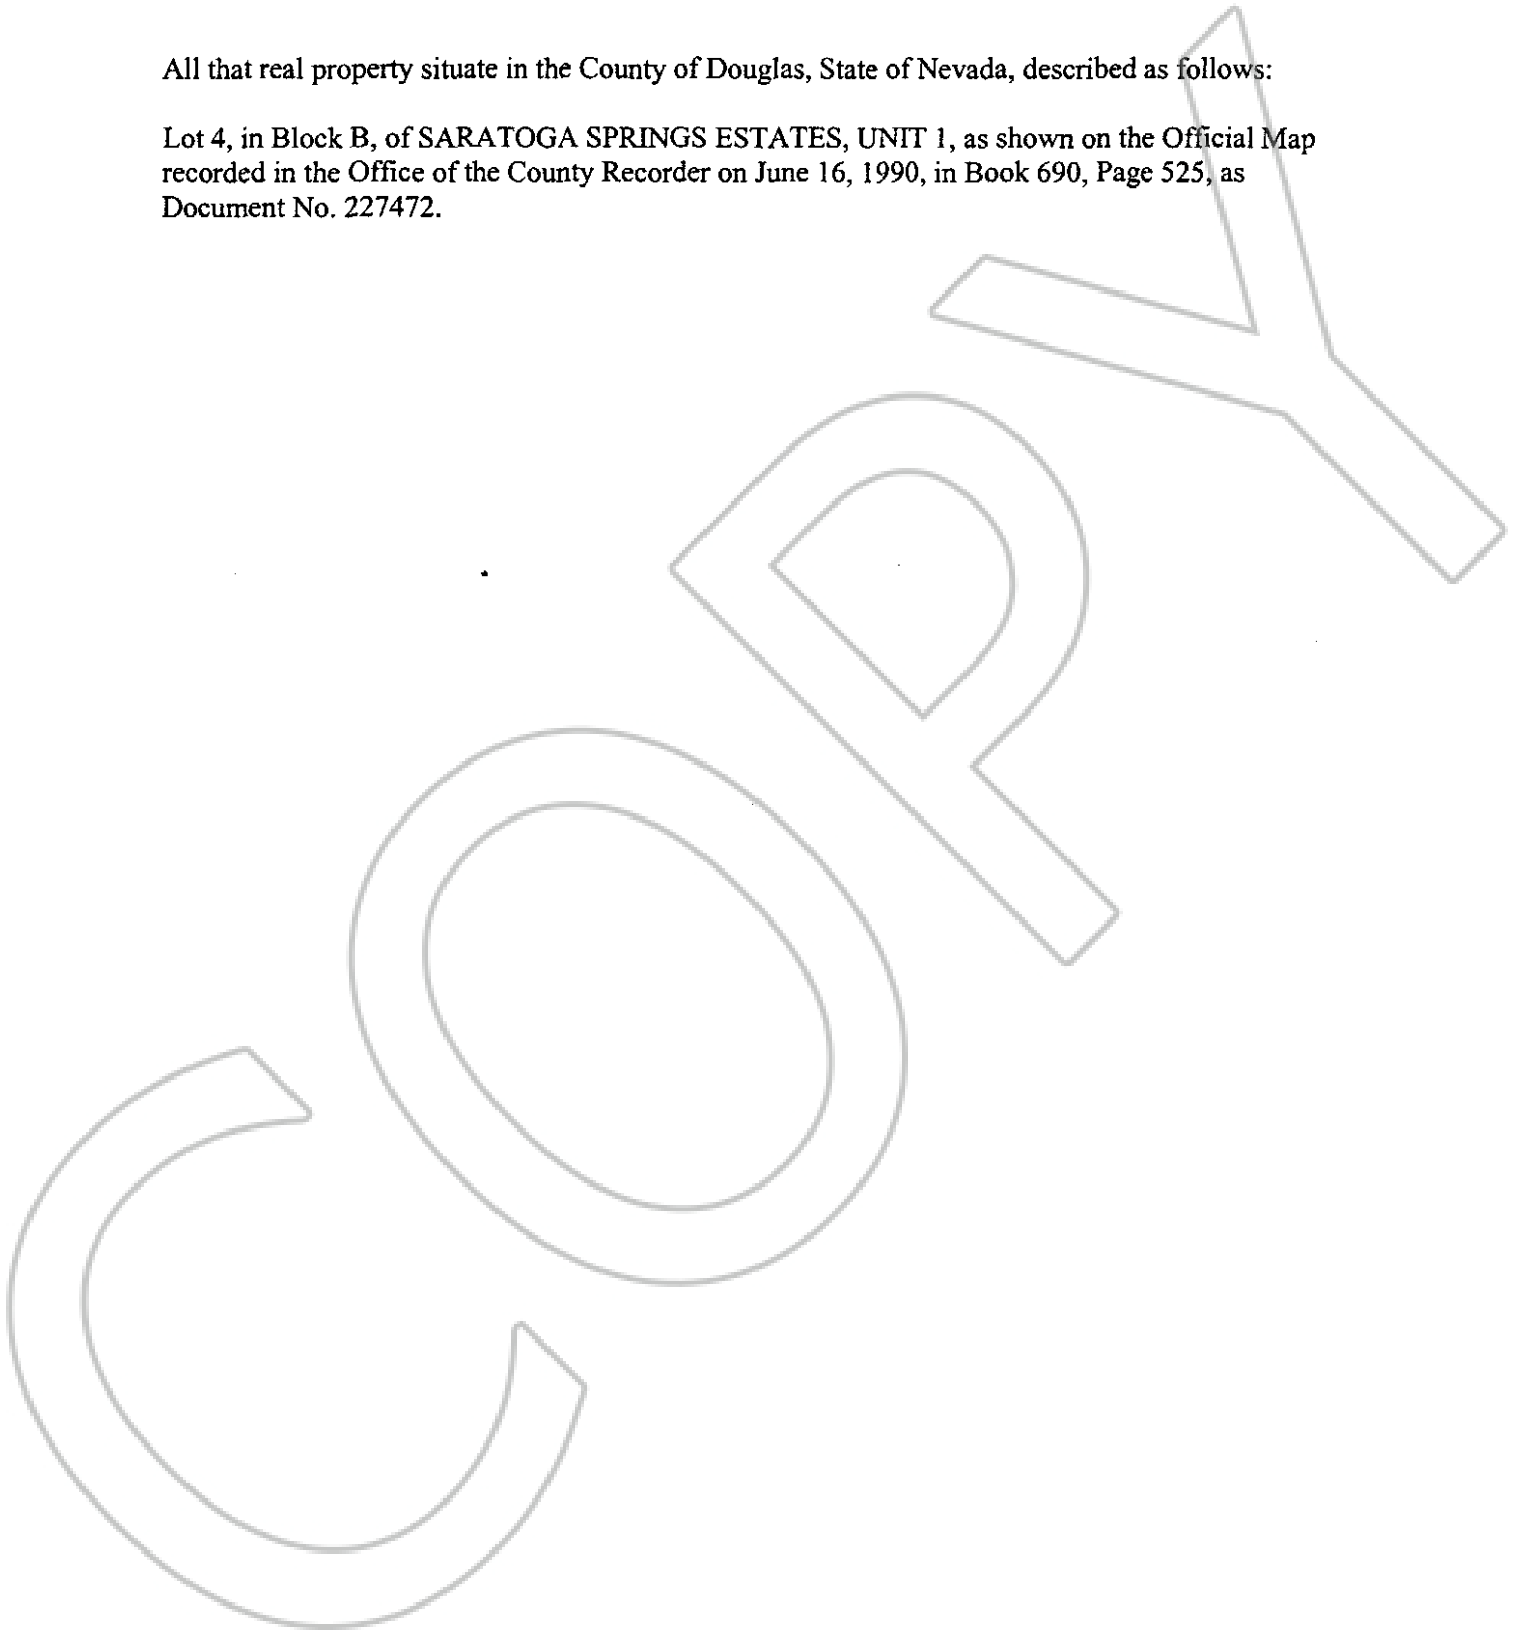 All that real property situate in the County of Douglas, State of Nevada, described as follows:
Lot 4, in Block B, of SARATOGA SPRINGS ESTATES, UNIT 1, as shown on the Official Map
recorded in the Office of the County Recorder on June 16, 1990, in Book 690, Page 525, as
Document No. 227472.
COPY